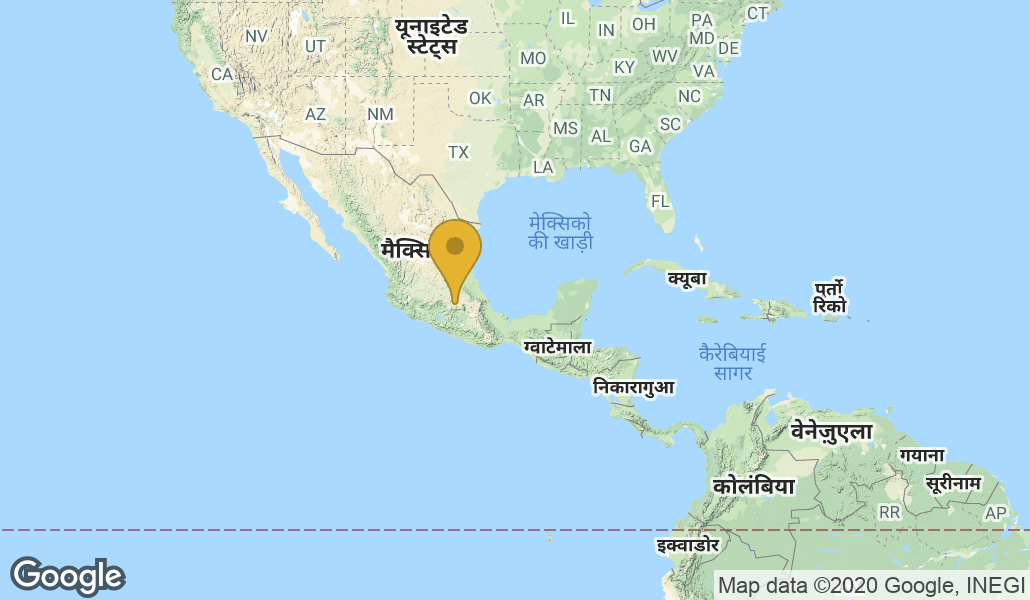 यूनाइटेड
स्टेट्स
IL
IN
OH
PA
CT
NV
UT
MO
KY
WV
MD
DE
VA
CA
OK
AR
TN
NC
AZ
NM
MS
AL
SC
TX
GA
LA
FL
मेक्सिको
की खाड़ी
मैक्सि
क्यूबा
पर्तो
रिको
ग्वाटेमाला
कैरेबियाई
सागर
निकारागुआ
वेनेज़ुएला
गयाना
कोलंबिया
सूरीनाम
RR
AP
इक्वाडोर
Google
Map data ©2020 Google, INEGI